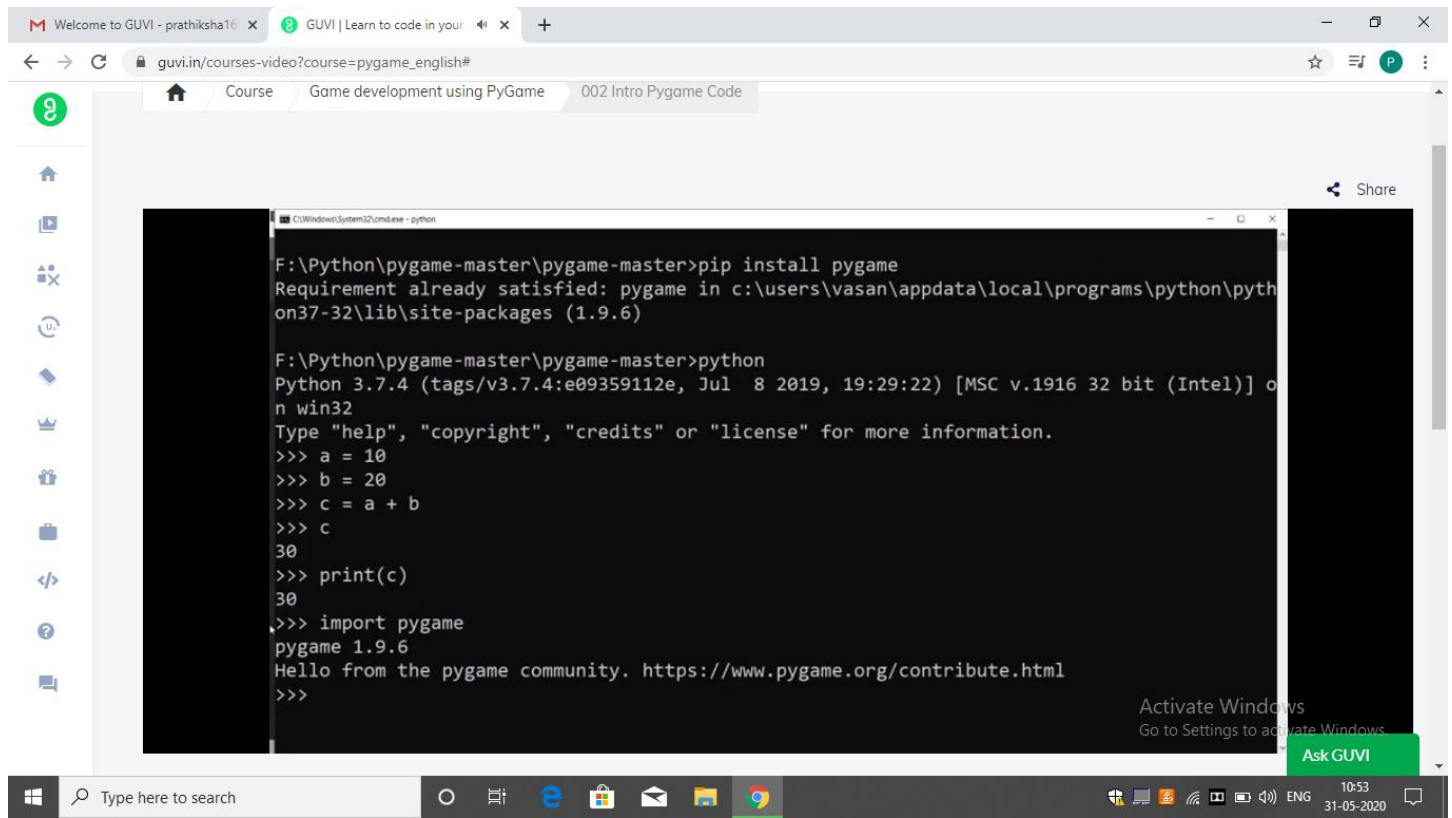 Welcome to GUVI - prathiksha16
GUVI | Learn to code in your
guvi.in/courses-video?course=pygame_english#
P
Course
Game development using PyGame
002 Intro Pygame Code
Share
C:\Windows\System32\cmd.exe - python
F:\Python\pygame-master\pygame-master>pip install pygame
Requirement already satisfied: pygame in c:\users\vasan\appdata\local\programs\python\pyth
on37-32\lib\site-packages (1.9.6)
F:\Python\pygame-master\pygame-master>python
Python 3.7.4 (tags/v3.7.4:e09359112e, Jul  8 2019, 19:29:22) [MSC v.1916 32 bit (Intel)] o
n win32
Type "help", "copyright", "credits" or "license" for more information.
>>> a = 10
>>> b = 20
>>> c = a + b
>>> c
30
>>> print(c)
30
>>> import pygame
pygame 1.9.6
Hello from the pygame community. https://www.pygame.org/contribute.html
>>>
Activate Windows
Go to Settings to activate Windows.
Ask GUVI
Type here to search
ENG
10:53
31-05-2020